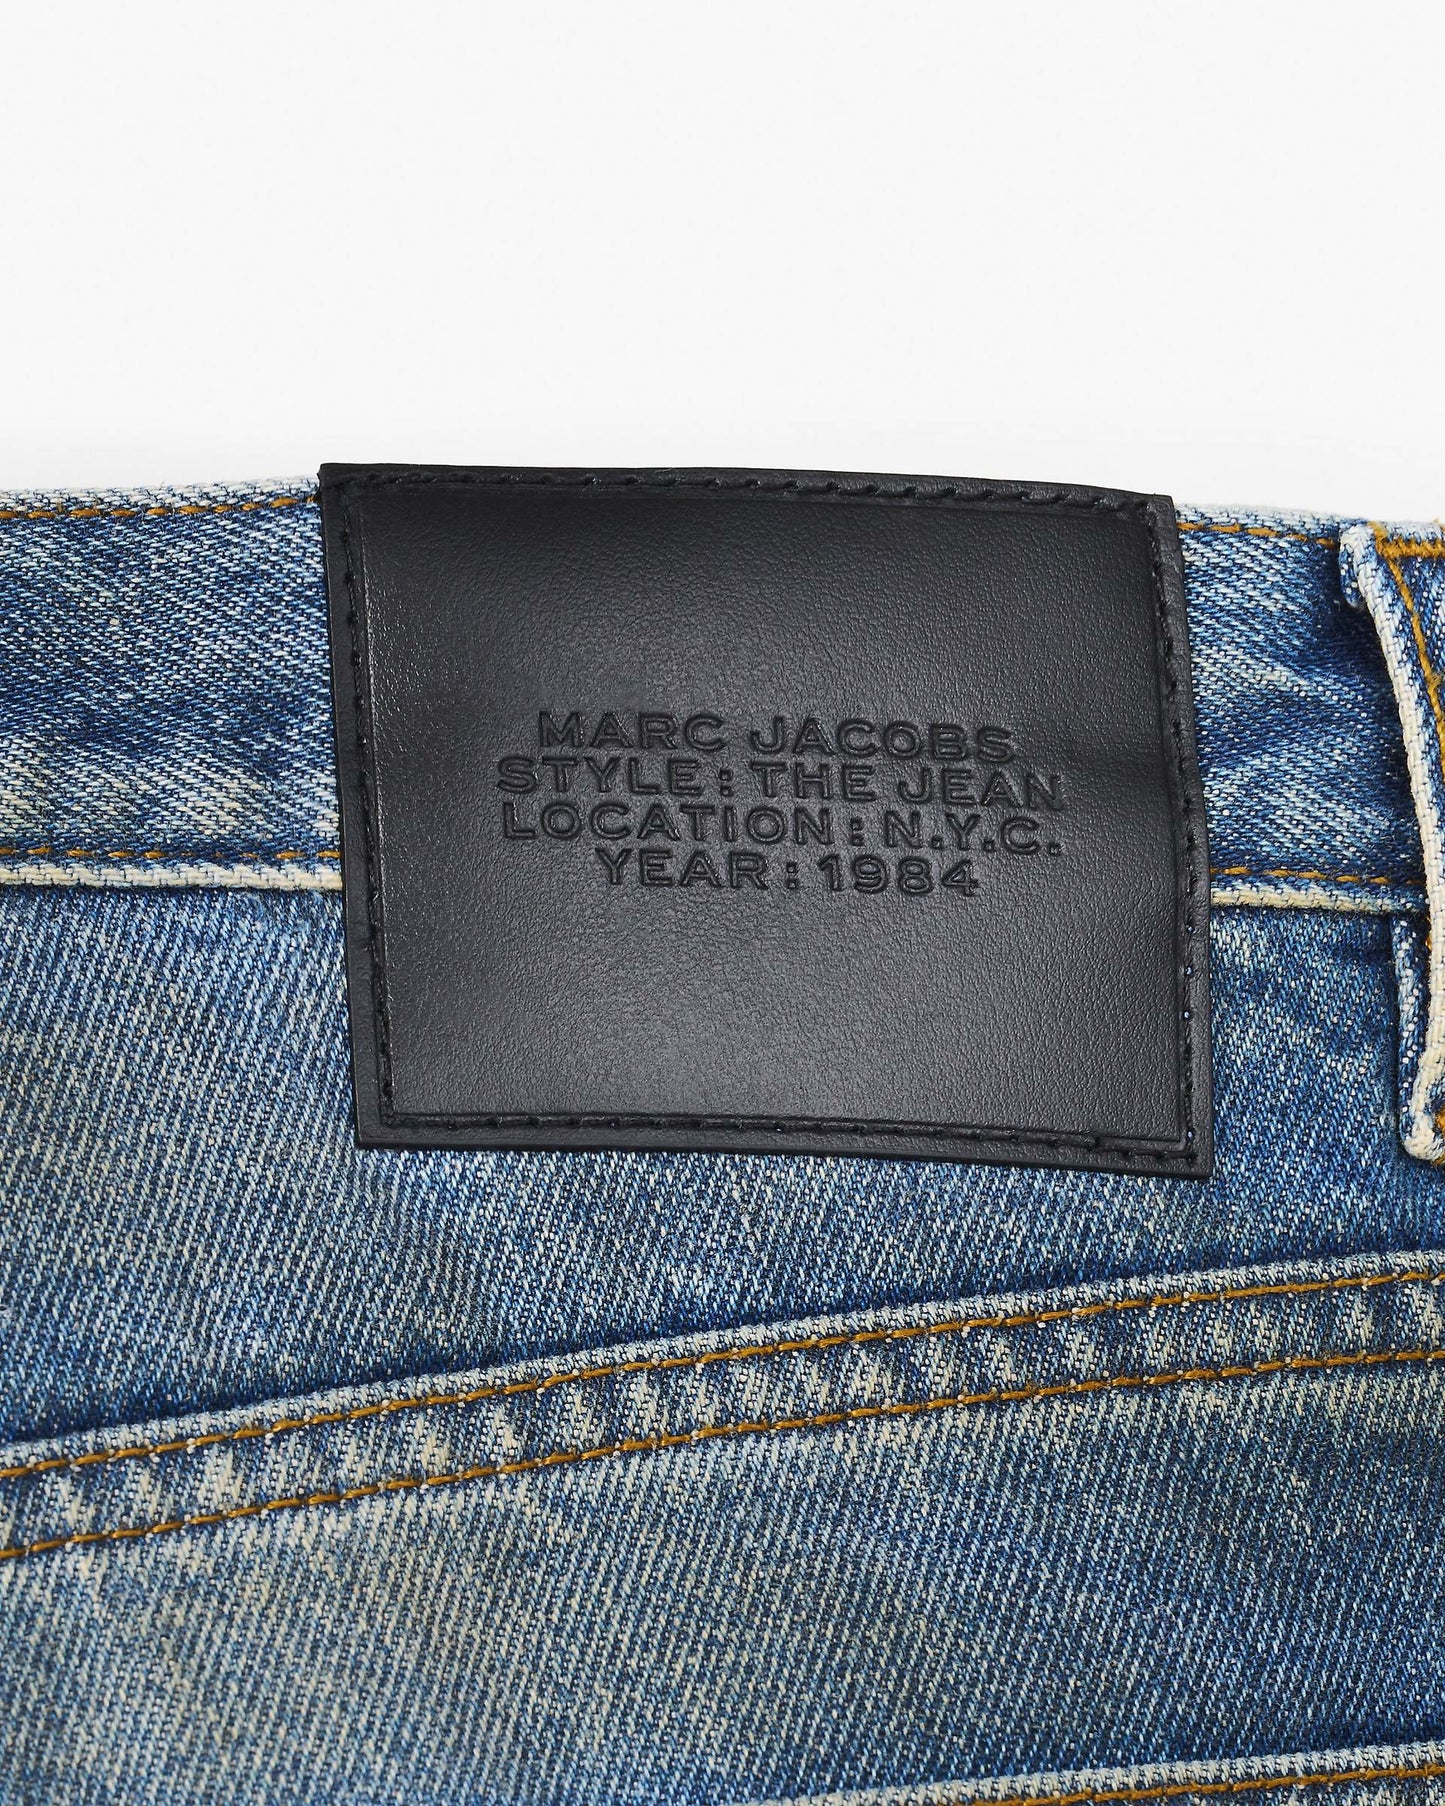 MARC JACOBS
STYLE: THE JEAN
LOCATION: N.Y.C.
YEAR: 1984